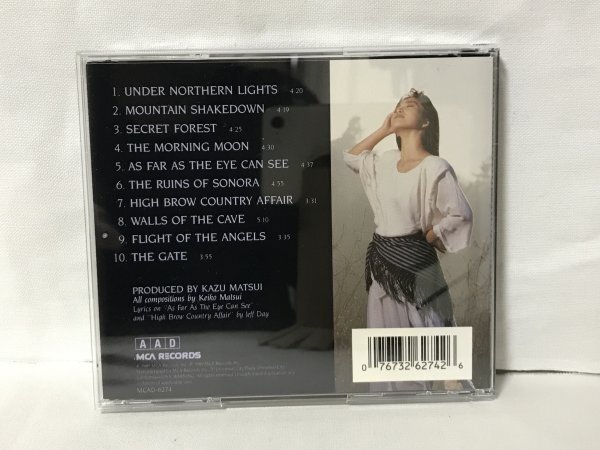 1. UNDER NORTHERN LIGHTS 4:20
2. MOUNTAIN SHAKEDOWN 4:19
3. SECRET FOREST 4:25
4. THE MORNING MOON 4:30
5. AS FAR AS THE EYE CAN SEE 4:37
6. THE RUINS OF SONORA 4:55
7. HIGH BROW COUNTRY AFFAIR 3:31
8. WALLS OF THE CAVE 5:10
9. FLIGHT OF THE ANGELS 3:35
10. THE GATE 3:55
PRODUCED BY KAZU MATSUI
All compositions by Keiko Matsui
Lyrics on "As Far As The Eye Can See"
and "High Brow Country Affair" by Jeff Day
AAD
MCA RECORDS
MCAD-6274
0 76732 62742 6